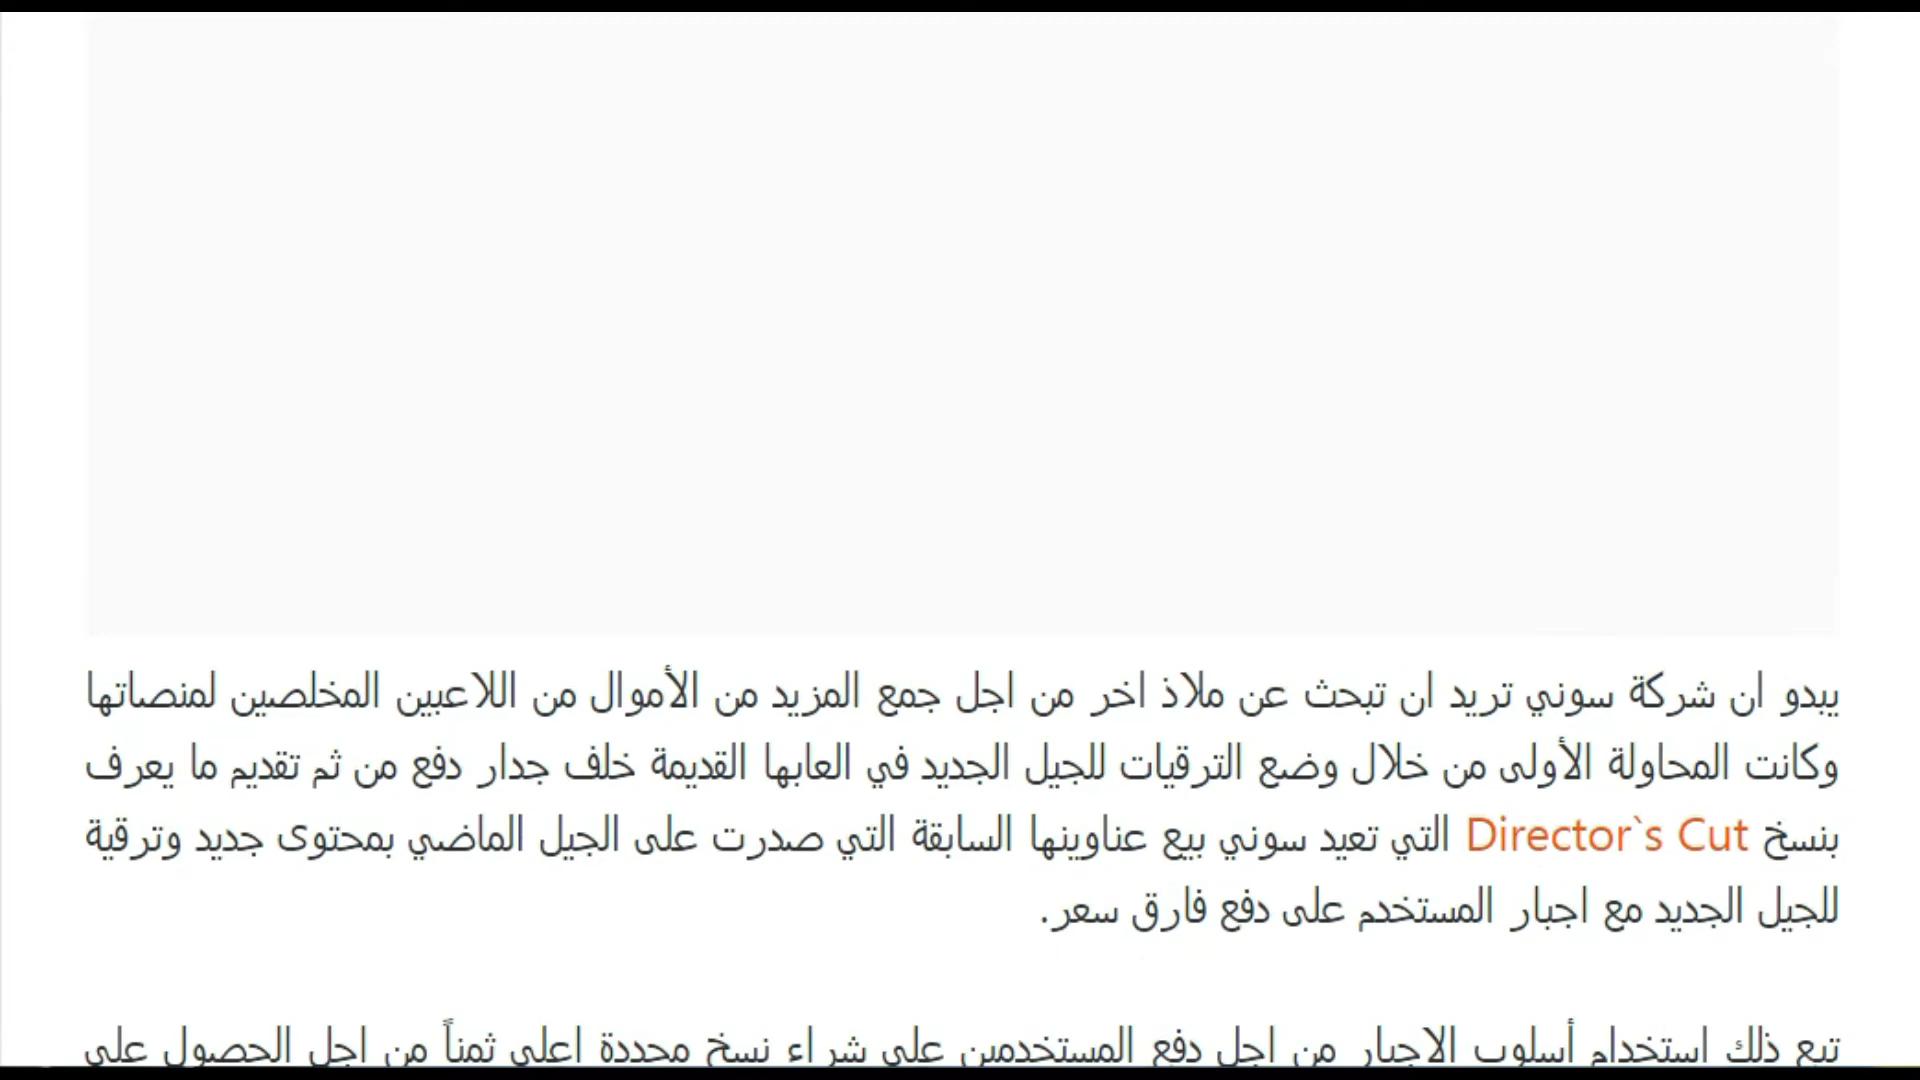 يبدو ان شركة سوني تريد ان تبحث عن ملاذ اخر من اجل جمع المزيد من الأموال من اللاعبين المخلصين لمنصاتها
وكانت المحاولة الأولى من خلال وضع الترقيات للجيل الجديد في العابها القديمة خلف جدار دفع من ثم تقديم ما يعرف
بنسخ Director`s Cut التي تعيد سوني بيع عناوينها السابقة التي صدرت على الجيل الماضي بمحتوى جديد وترقية
للجيل الجديد مع اجبار المستخدم على دفع فارق سعر.
تبع ذلك استخدام أسلوب الاجبار من اجل دفع المستخدمين على شراء نسخ محددة اعلى ثمناً من اجل الحصول على